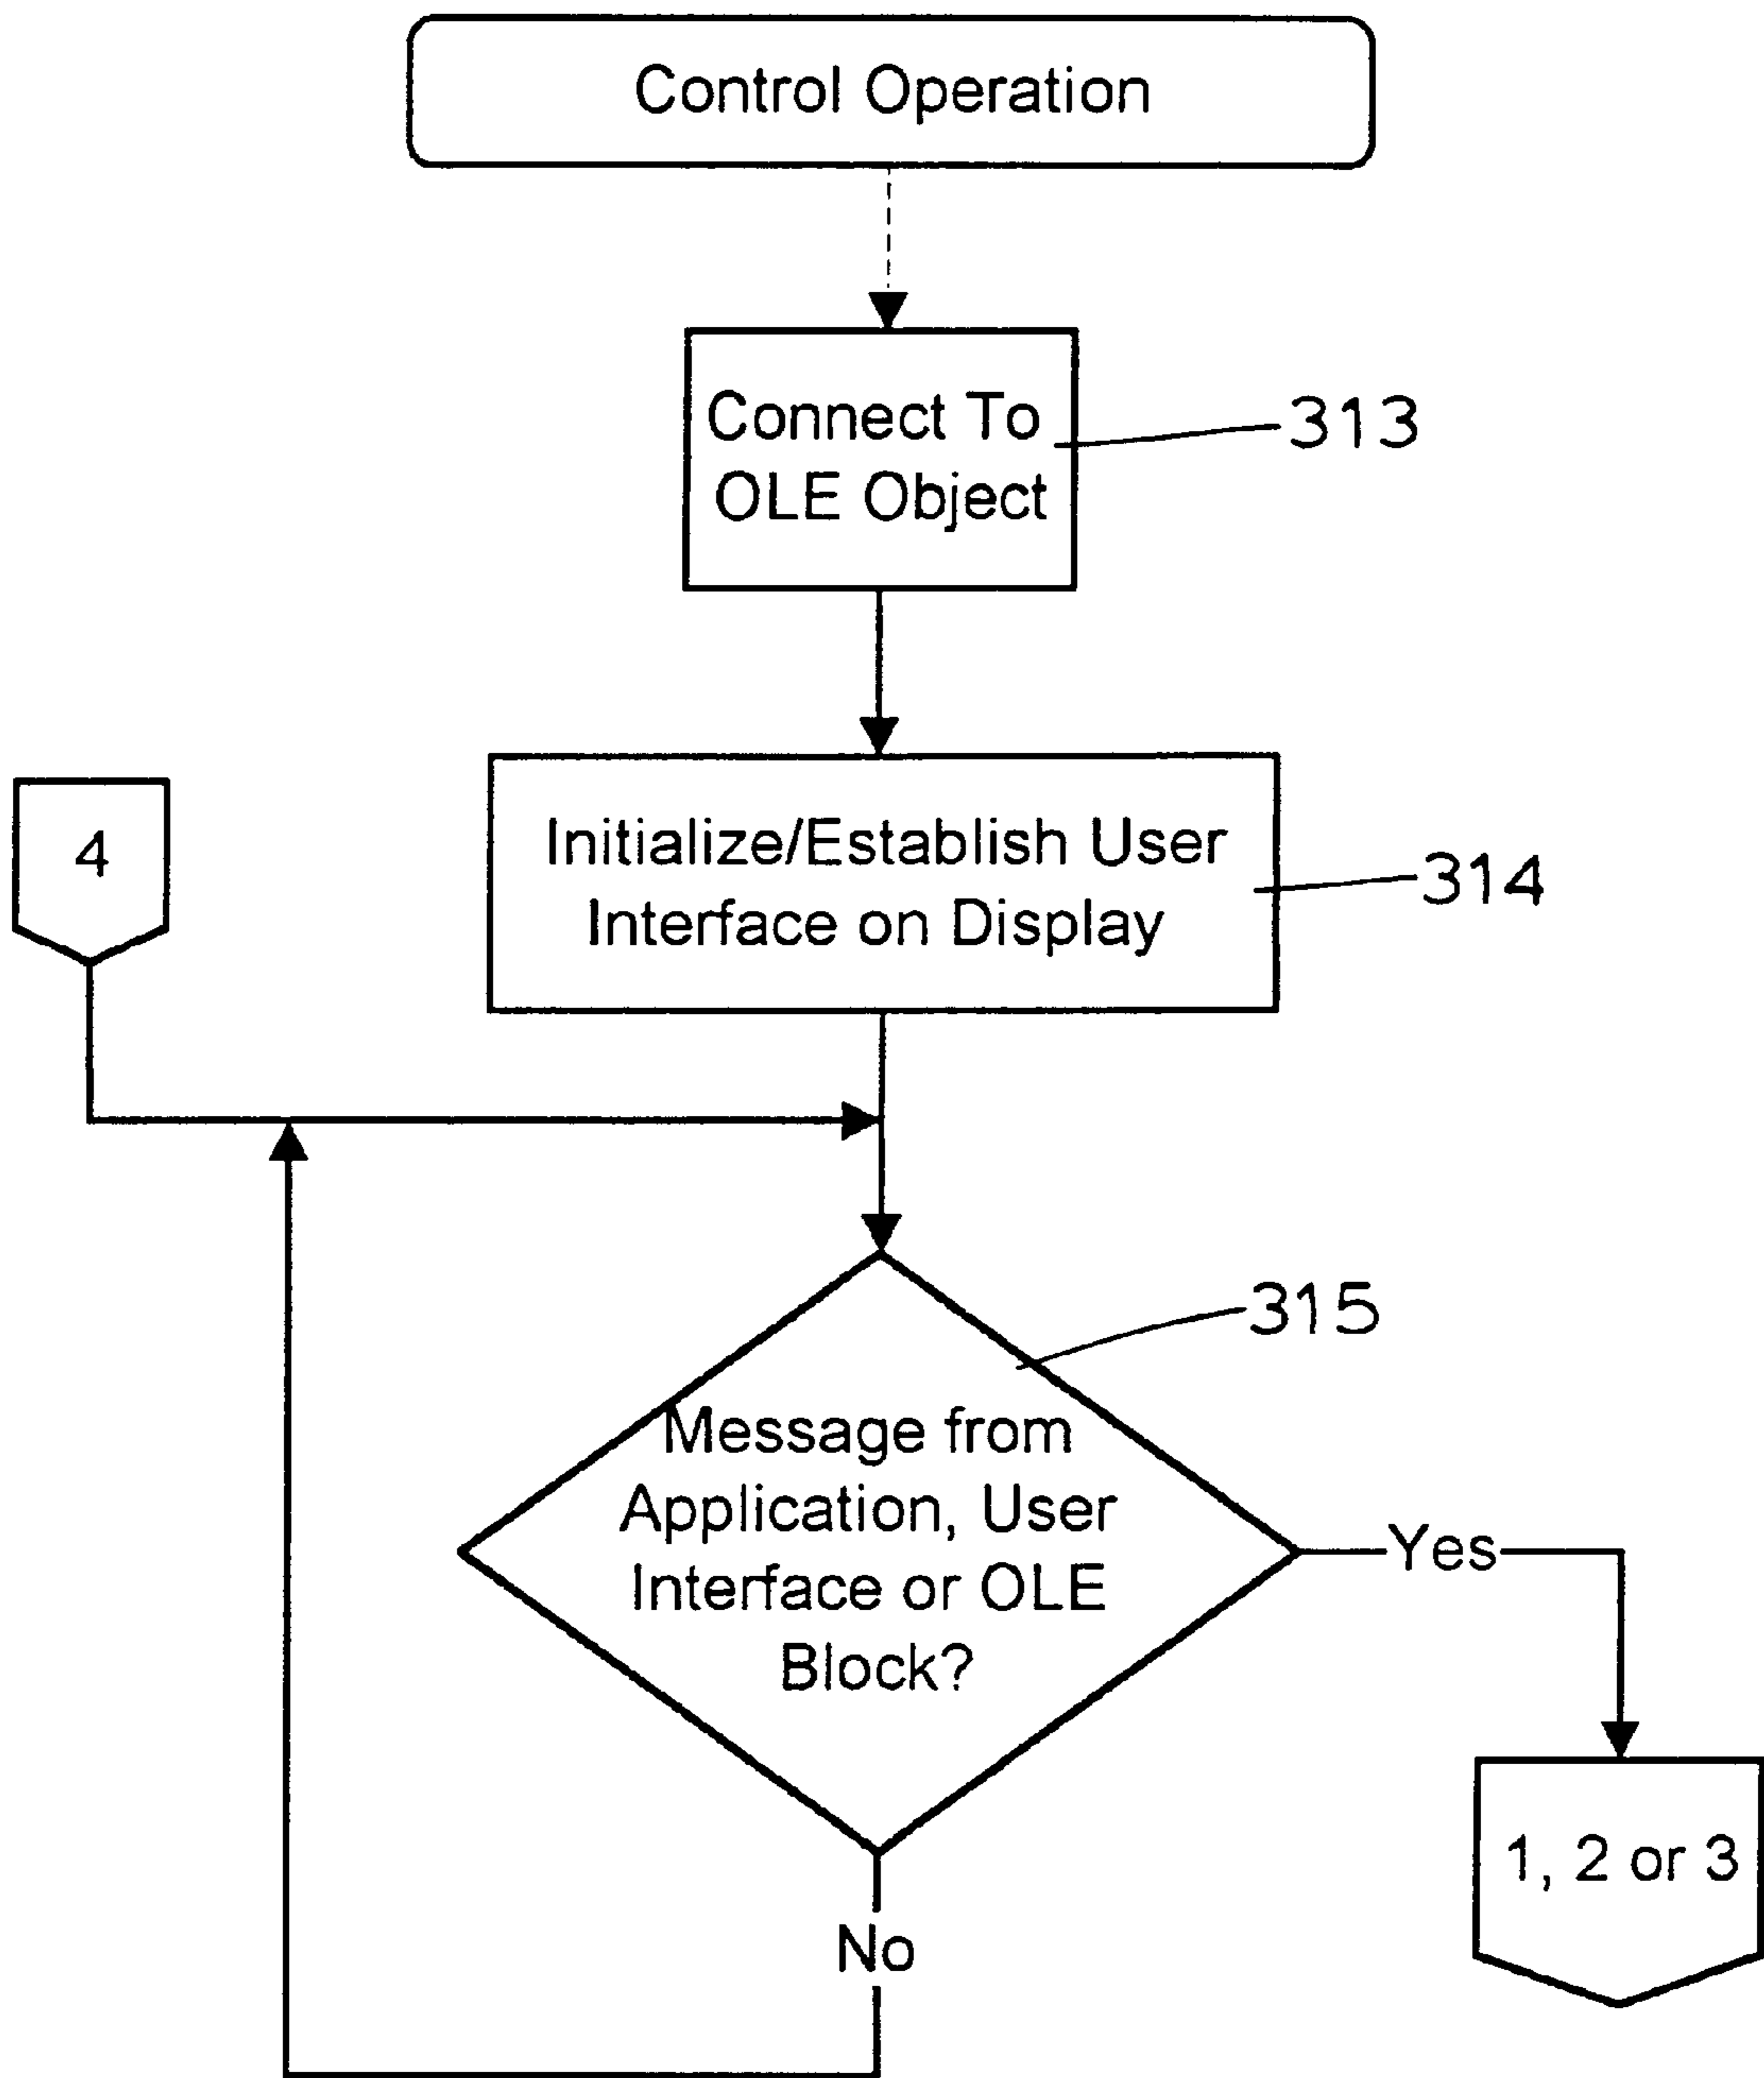 Control Operation
Connect To
OLE Object
313
4
Initialize/Establish User
Interface on Display
314
315
Message from
Application, User
Interface or OLE
Block?
Yes
1, 2 or 3
No